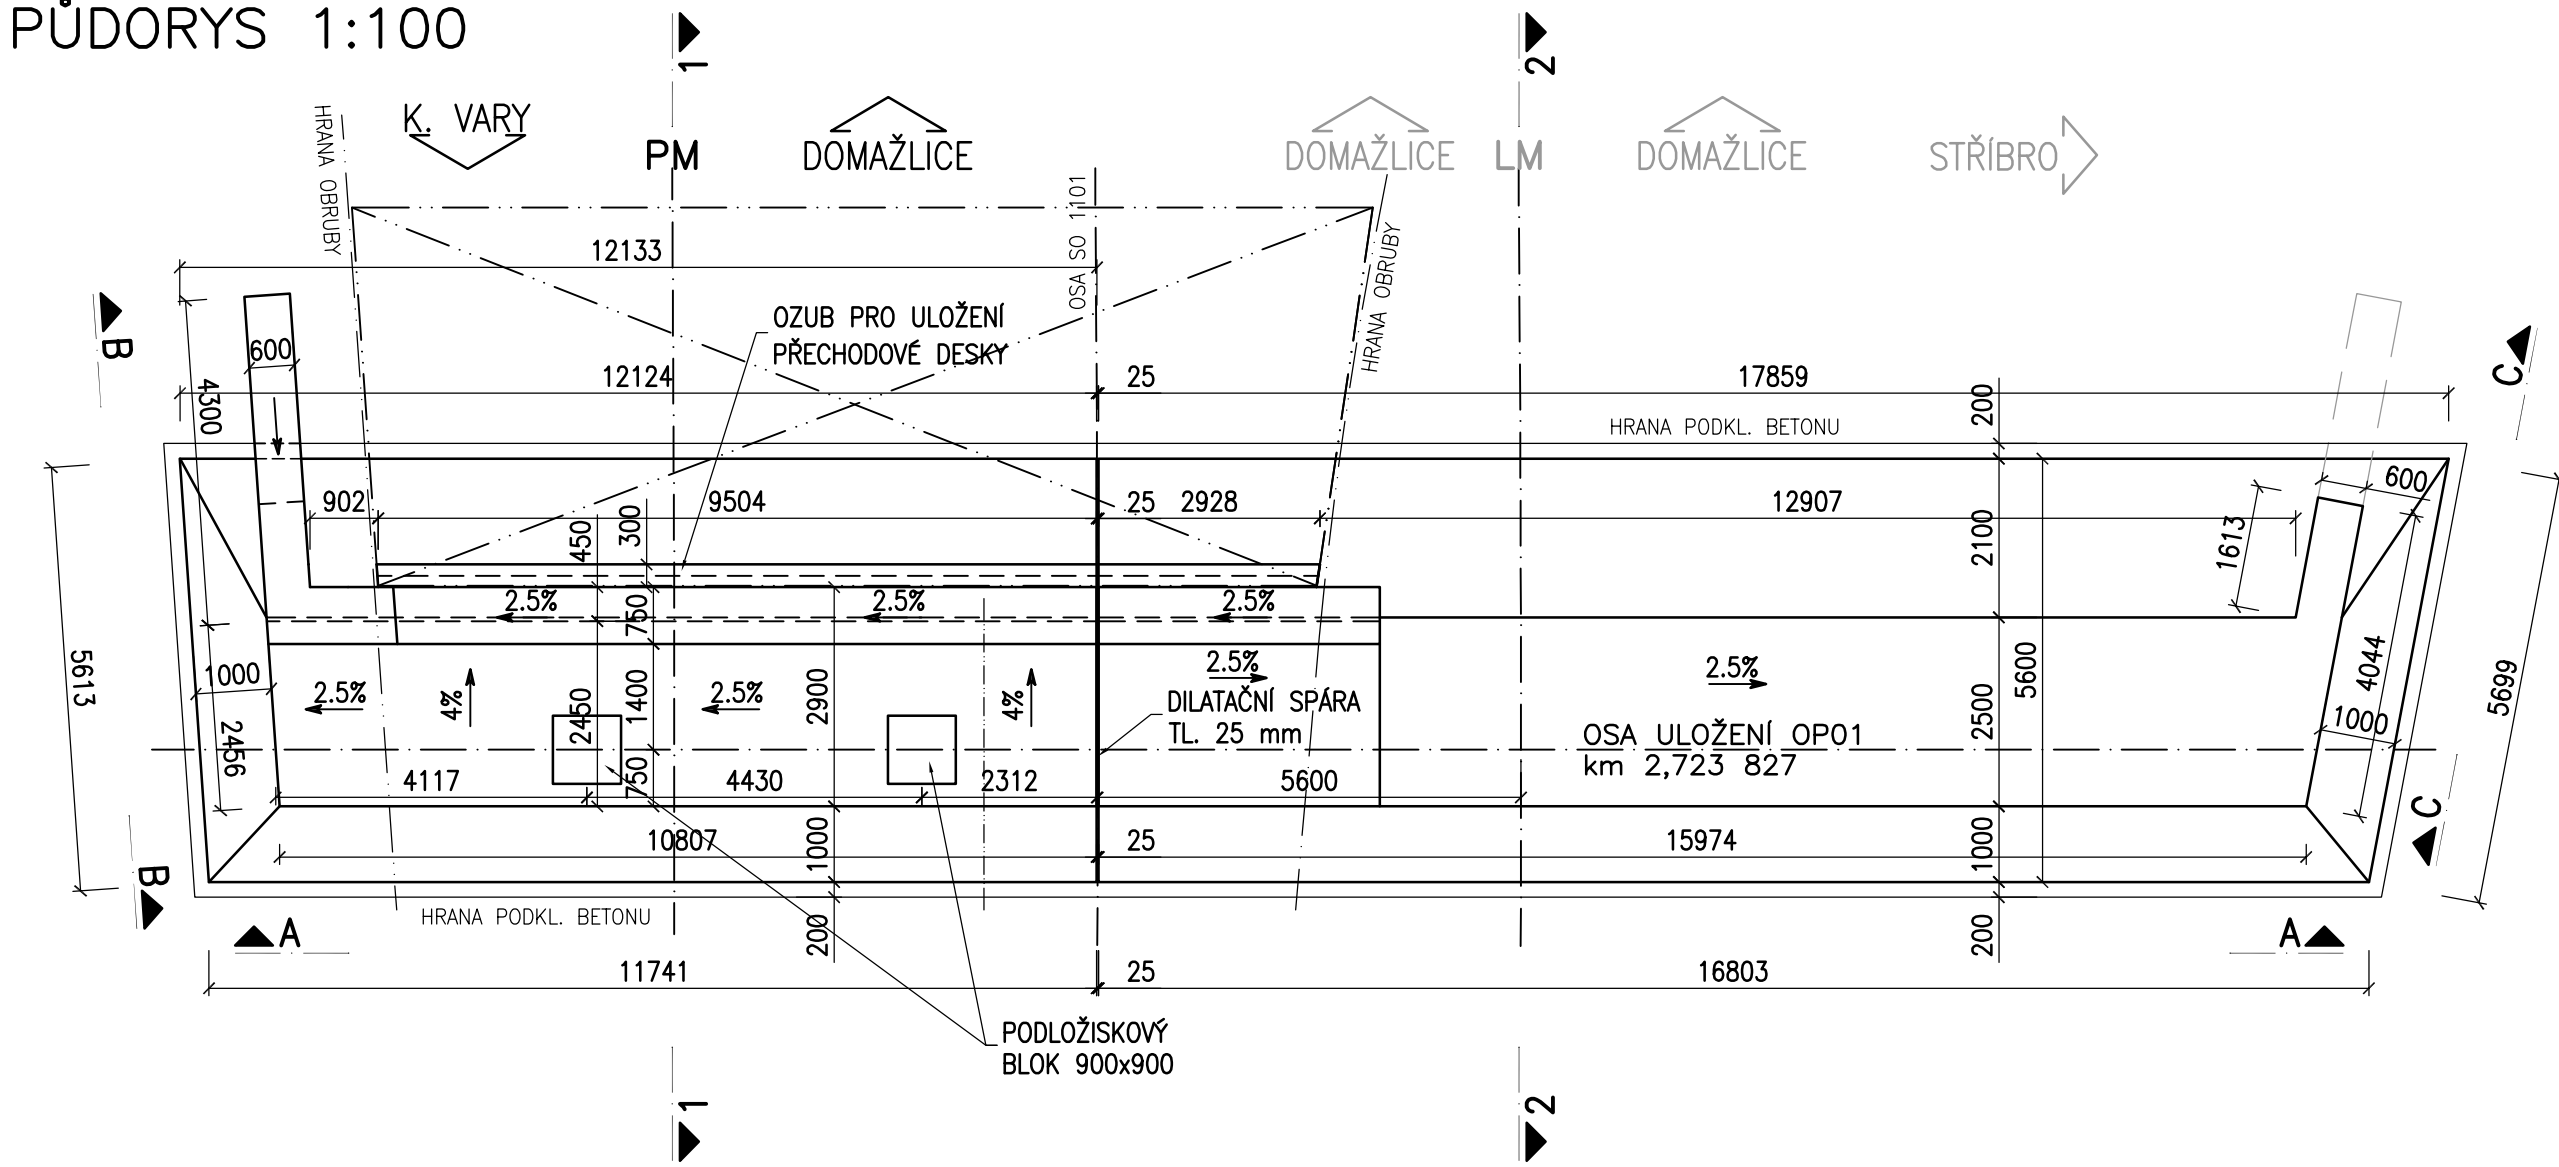 PŮDORYS 1:100
1
2
K. VARY
PM
DOMAŽLICE
DOMAŽLICE
LM
DOMAŽLICE
STŘÍBRO
HRANA OBRUBY
OSA SO 1101
HRANA OBRUBY
12133
OZUB PRO ULOŽENÍ
PŘECHODOVÉ DESKY
B
600
4300
12124
25
17859
200
C
HRANA PODKL. BETONU
902
9504
25
2928
12907
600
450
300
2100
1613
2.5%
2.5%
2.5%
750
5613
1000
2.5%
4%
2450
1400
2.5%
2900
4%
2.5%
DILATAČNÍ SPÁRA
TL. 25 mm
2.5%
2500
5600
4044
1000
5699
2456
OSA ULOŽENÍ OP01
km 2,723 827
4117
750
4430
2312
5600
10807
1000
25
15974
1000
C
B
HRANA PODKL. BETONU
A
200
200
A
11741
25
16803
PODLOŽISKOVÝ
BLOK 900x900
1
2